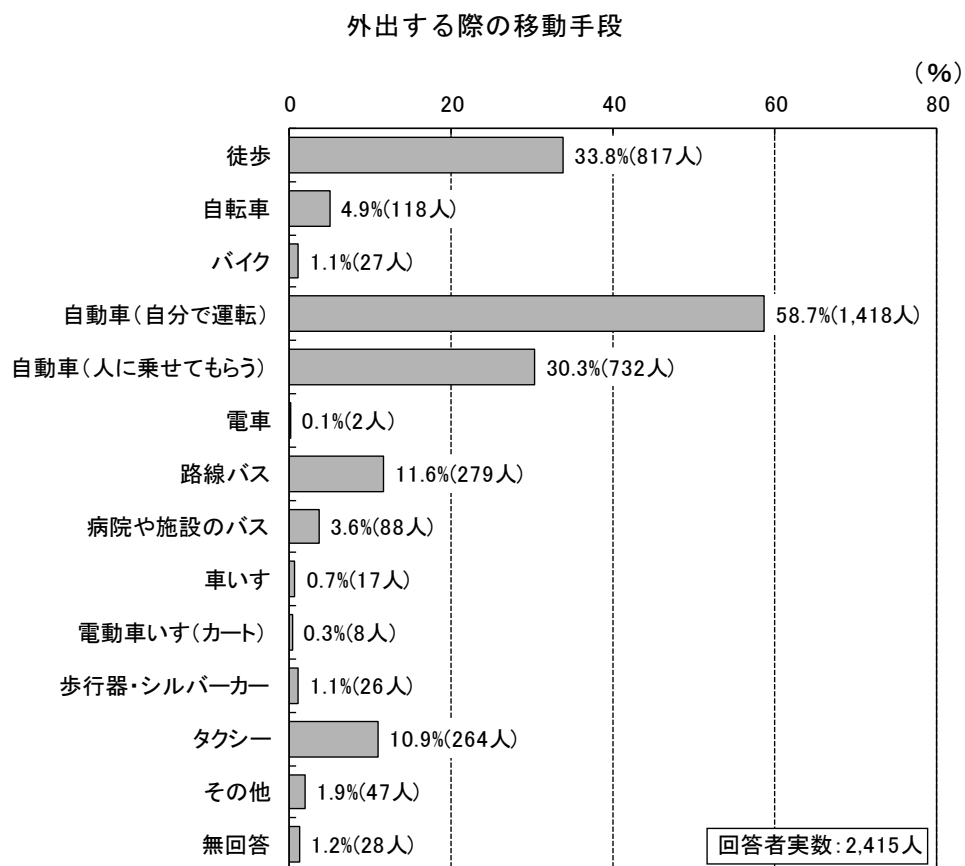 外出する際の移動手段
(%)
0 20 40 60 80
徒歩 33.8%(817人)
自転車 4.9%(118人)
バイク 1.1%(27人)
自動車(自分で運転) 58.7%(1,418人)
自動車(人に乗せてもらう) 30.3%(732人)
電車 0.1%(2人)
路線バス 11.6%(279人)
病院や施設のバス 3.6%(88人)
車いす 0.7%(17人)
電動車いす(カート) 0.3%(8人)
歩行器・シルバーカー 1.1%(26人)
タクシー 10.9%(264人)
その他 1.9%(47人)
無回答 1.2%(28人)
回答者実数:2,415人